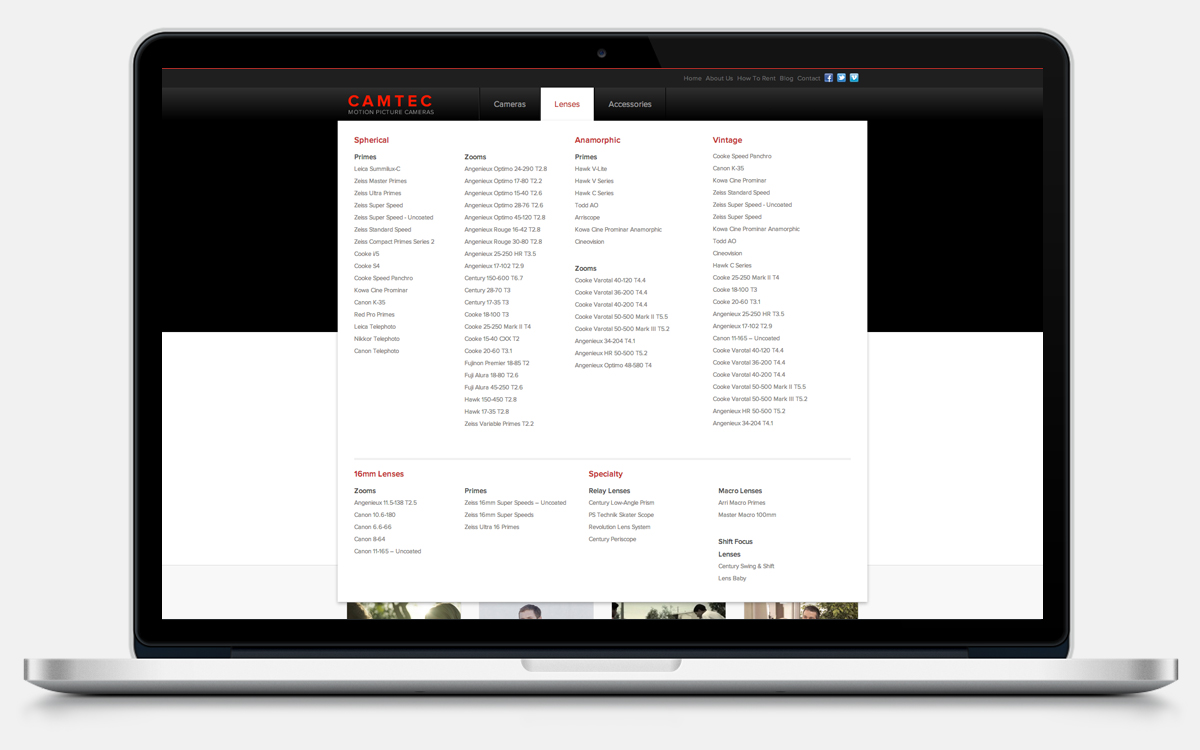 Home About Us How To Rent Blog Contact
CAMTEC
MOTION PICTURE CAMERAS
Cameras
Lenses
Accessories
Spherical
Primes
Leica Summilux-C
Zeiss Master Primes
Zeiss Ultra Primes
Zeiss Super Speed
Zeiss Super Speed - Uncoated
Zeiss Standard Speed
Zeiss Compact Primes Series 2
Cooke i/5
Cooke S4
Cooke Speed Panchro
Kowa Cine Prominar
Canon K-35
Red Pro Primes
Leica Telephoto
Nikkor Telephoto
Canon Telephoto
Zooms
Angenieux Optimo 24-290 T2.8
Angenieux Optimo 17-80 T2.2
Angenieux Optimo 15-40 T2.6
Angenieux Optimo 28-76 T2.6
Angenieux Optimo 45-120 T2.8
Angenieux Rouge 16-42 T2.8
Angenieux Rouge 30-80 T2.8
Angenieux 25-250 HR T3.5
Angenieux 17-102 T2.9
Century 150-600 T6.7
Century 28-70 T3
Century 17-35 T3
Cooke 18-100 T3
Cooke 25-250 Mark II T4
Cooke 15-40 CXX T2
Cooke 20-60 T3.1
Fujinon Premier 18-85 T2
Fuji Alura 18-80 T2.6
Fuji Alura 45-250 T2.6
Hawk 150-450 T2.8
Hawk 17-35 T2.8
Zeiss Variable Primes T2.2
Anamorphic
Primes
Hawk V-Lite
Hawk V Series
Hawk C Series
Todd AO
Arriscope
Kowa Cine Prominar Anamorphic
Cineovision
Zooms
Cooke Varotal 40-120 T4.4
Cooke Varotal 36-200 T4.4
Cooke Varotal 40-200 T4.4
Cooke Varotal 50-500 Mark II T5.5
Cooke Varotal 50-500 Mark III T5.2
Angenieux 34-204 T4.1
Angenieux HR 50-500 T5.2
Angenieux Optimo 48-580 T4
Vintage
Cooke Speed Panchro
Canon K-35
Kowa Cine Prominar
Zeiss Standard Speed
Zeiss Super Speed - Uncoated
Zeiss Super Speed
Kowa Cine Prominar Anamorphic
Todd AO
Cineovision
Hawk C Series
Cooke 25-250 Mark II T4
Cooke 18-100 T3
Cooke 20-60 T3.1
Angenieux 25-250 HR T3.5
Angenieux 17-102 T2.9
Canon 11-165 – Uncoated
Cooke Varotal 40-120 T4.4
Cooke Varotal 36-200 T4.4
Cooke Varotal 40-200 T4.4
Cooke Varotal 50-500 Mark II T5.5
Cooke Varotal 50-500 Mark III T5.2
Angenieux HR 50-500 T5.2
Angenieux 34-204 T4.1
16mm Lenses
Zooms
Angenieux 11.5-138 T2.5
Canon 10.6-180
Canon 6.6-66
Canon 8-64
Canon 11-165 – Uncoated
Primes
Zeiss 16mm Super Speeds – Uncoated
Zeiss 16mm Super Speeds
Zeiss Ultra 16 Primes
Specialty
Relay Lenses
Century Low-Angle Prism
PS Technik Skater Scope
Revolution Lens System
Century Periscope
Macro Lenses
Arri Macro Primes
Master Macro 100mm
Shift Focus
Lenses
Century Swing & Shift
Lens Baby